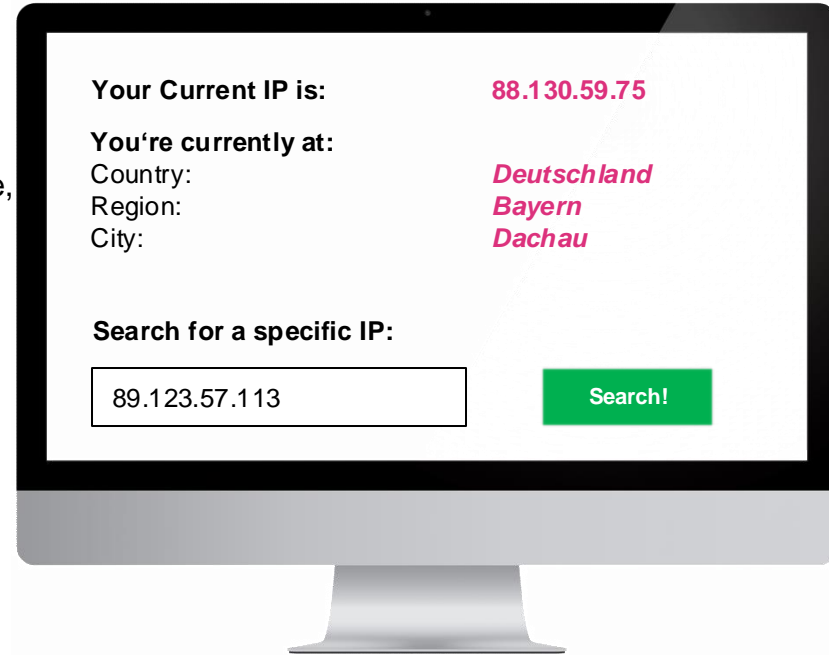 Your Current IP is: 88.130.59.75
You‘re currently at:
Country: Deutschland
Region: Bayern
City: Dachau
e,
Search for a specific IP:
89.123.57.113 Search!